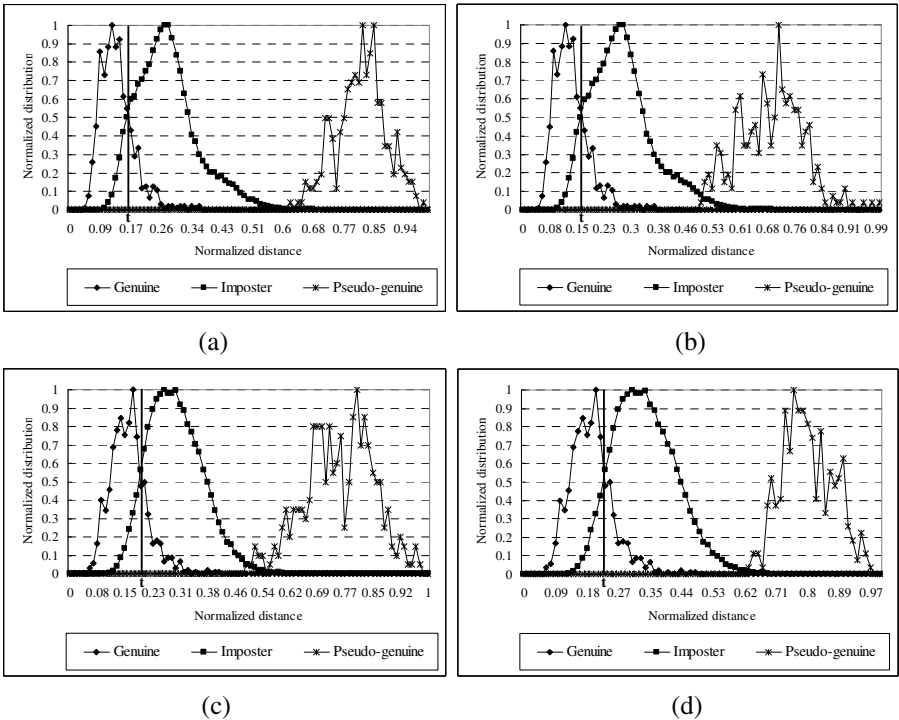 1
0.9
0.8
0.7
0.6
0.5
0.4
0.3
0.2
0.1
0
Normalized distribution
0 0.09 0.17 0.26 0.34 0.43 0.51 0.6 0.68 0.77 0.85 0.94
t
Normalized distance
Genuine Imposter Pseudo-genuine
(a)
1
0.9
0.8
0.7
0.6
0.5
0.4
0.3
0.2
0.1
0
Normalized distribution
0 0.08 0.15 0.23 0.3 0.38 0.46 0.53 0.61 0.68 0.76 0.84 0.91 0.99
t
Normalized distance
Genuine Imposter Pseudo-genuine
(b)
1
0.9
0.8
0.7
0.6
0.5
0.4
0.3
0.2
0.1
0
Normalized distribution
0 0.08 0.15 0.23 0.31 0.38 0.46 0.54 0.62 0.69 0.77 0.85 0.92 1
t
Normalized distance
Genuine Imposter Pseudo-genuine
(c)
1
0.9
0.8
0.7
0.6
0.5
0.4
0.3
0.2
0.1
0
Normalized distribution
0 0.09 0.18 0.27 0.35 0.44 0.53 0.62 0.71 0.8 0.89 0.97
t
Normalized distance
Genuine Imposter Pseudo-genuine
(d)